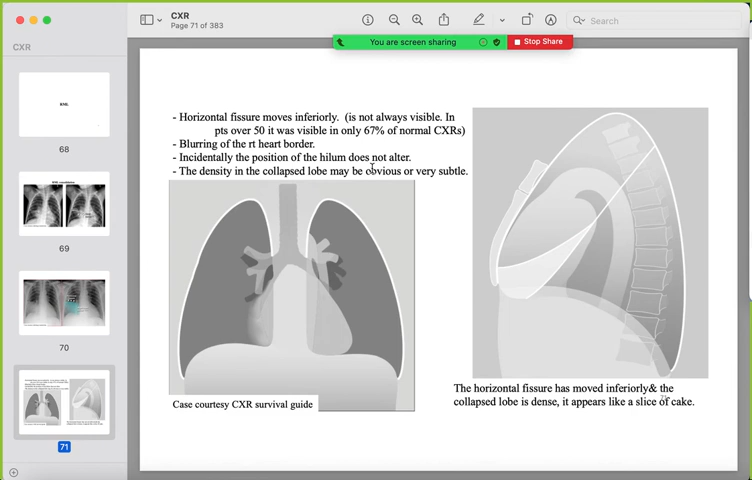 CXR
Page 71 of 383
Search
You are screen sharing
Stop Share
CXR
68
69
70
71
- Horizontal fissure moves inferiorly. (is not always visible. In
pts over 50 it was visible in only 67% of normal CXRs)
- Blurring of the rt heart border.
- Incidentally the position of the hilum does not alter.
- The density in the collapsed lobe may be obvious or very subtle.
Case courtesy CXR survival guide
The horizontal fissure has moved inferiorly& the
collapsed lobe is dense, it appears like a slice of cake.